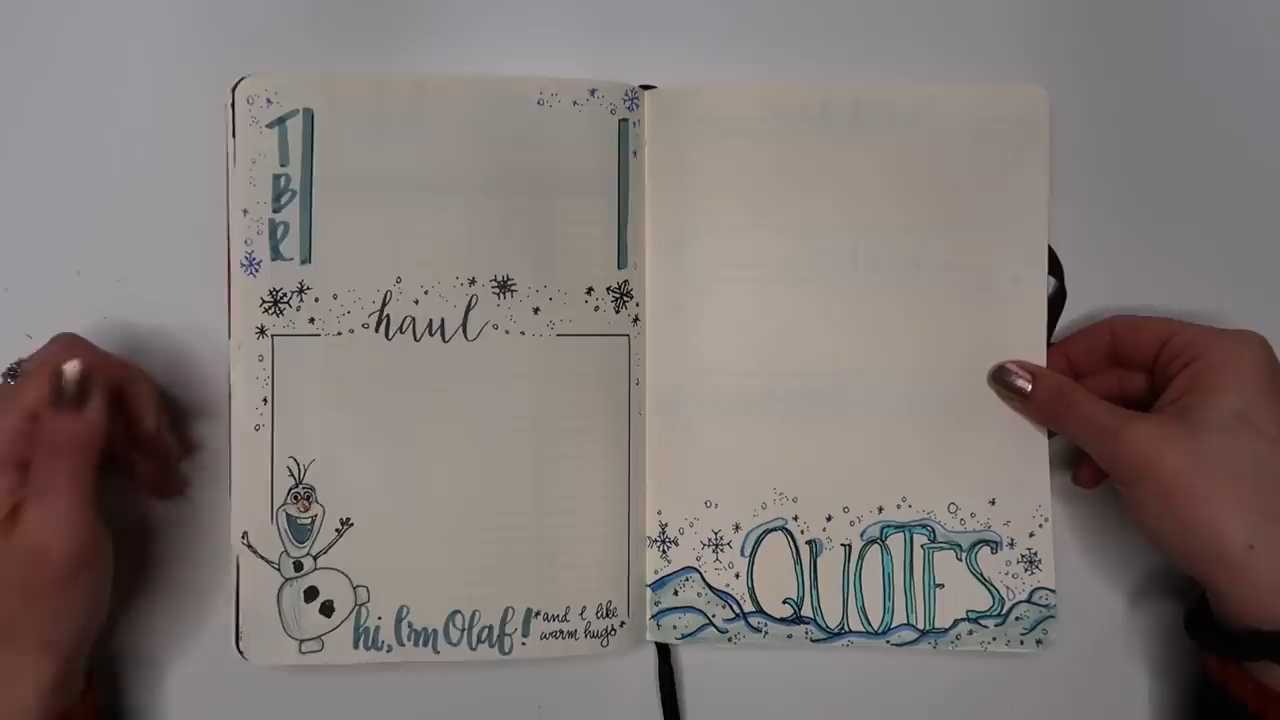 TBR
haul
hi, I'm Olaf!
*and I like
warm hugs*
QUOTES